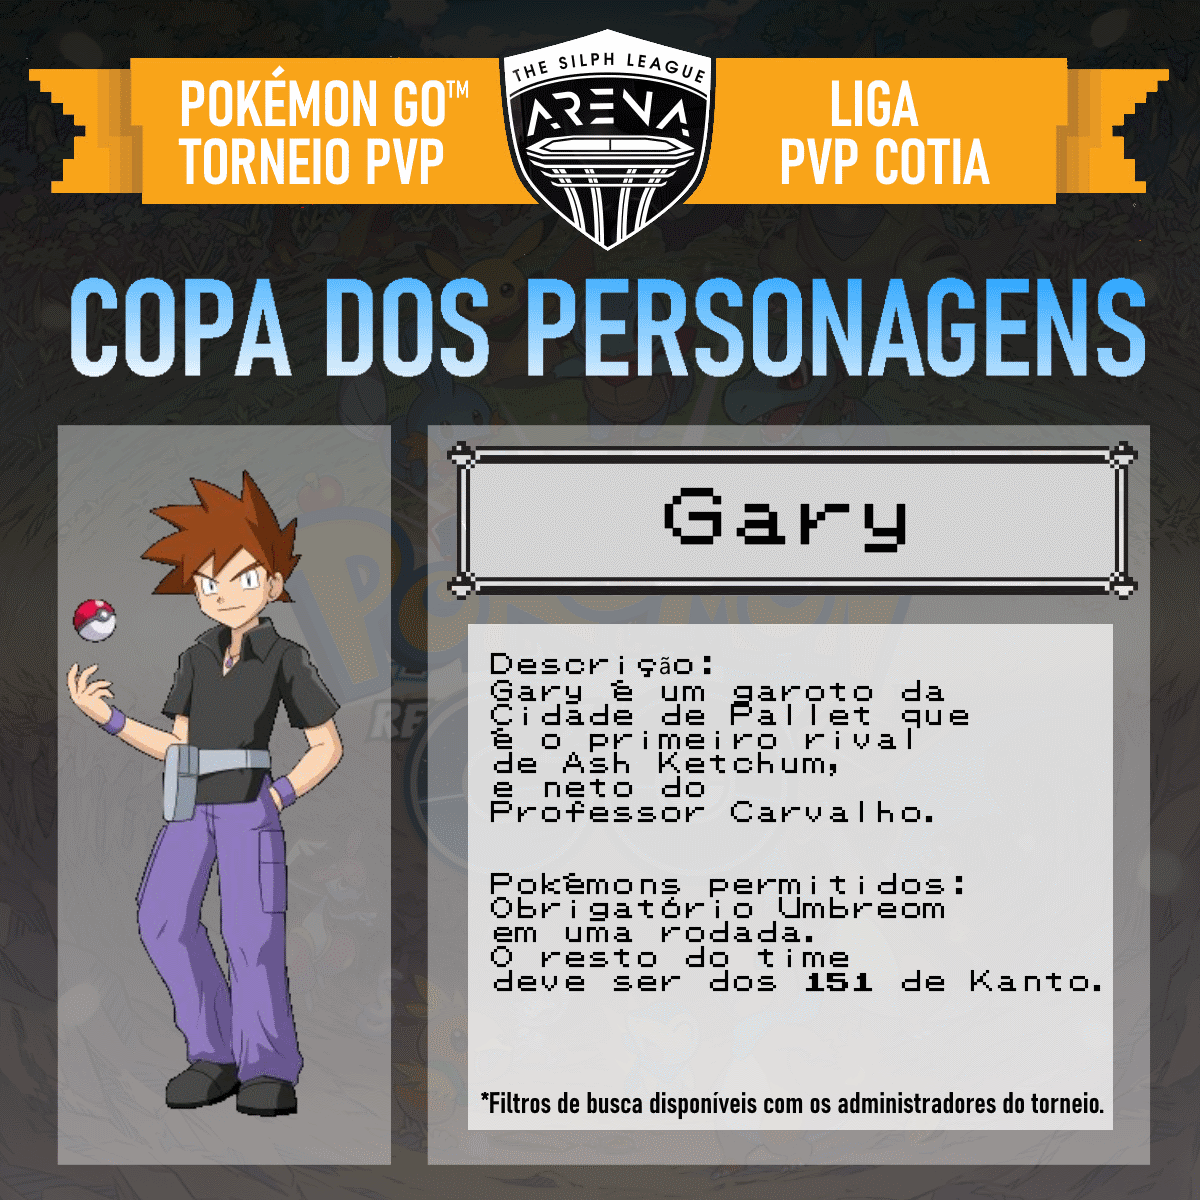 POKÉMON GO™
TORNEIO PVP
THE SILPH LEAGUE
ARENA
LIGA
PVP COTIA
COPA DOS PERSONAGENS
Gary
Descrição:
Gary é um garoto da
Cidade de Pallet que
é o primeiro rival
de Ash Ketchum,
e neto do
Professor Carvalho.
Pokémons permitidos:
Obrigatório Umbreom
em uma rodada.
O resto do time
deve ser dos 151 de Kanto.
*Filtros de busca disponíveis com os administradores do torneio.
POKÉMON
GO